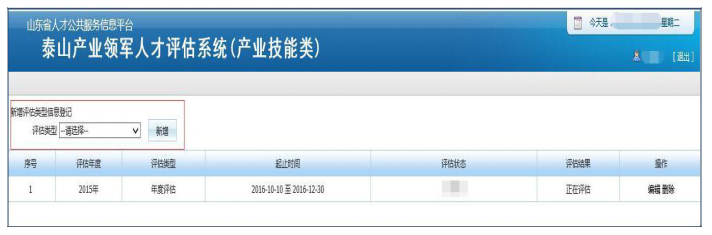 山东省人才公共服务信息平台
泰山产业领军人才评估系统(产业技能类)
今天是 星期二
[退出]
新增评估类型信息登记
评估类型 --请选择-- 新增
序号 评估年度 评估类型 起止时间 评估状态 评估结果 操作
1 2015年 年度评估 2016-10-10 至 2016-12-30 正在评估 编辑 删除